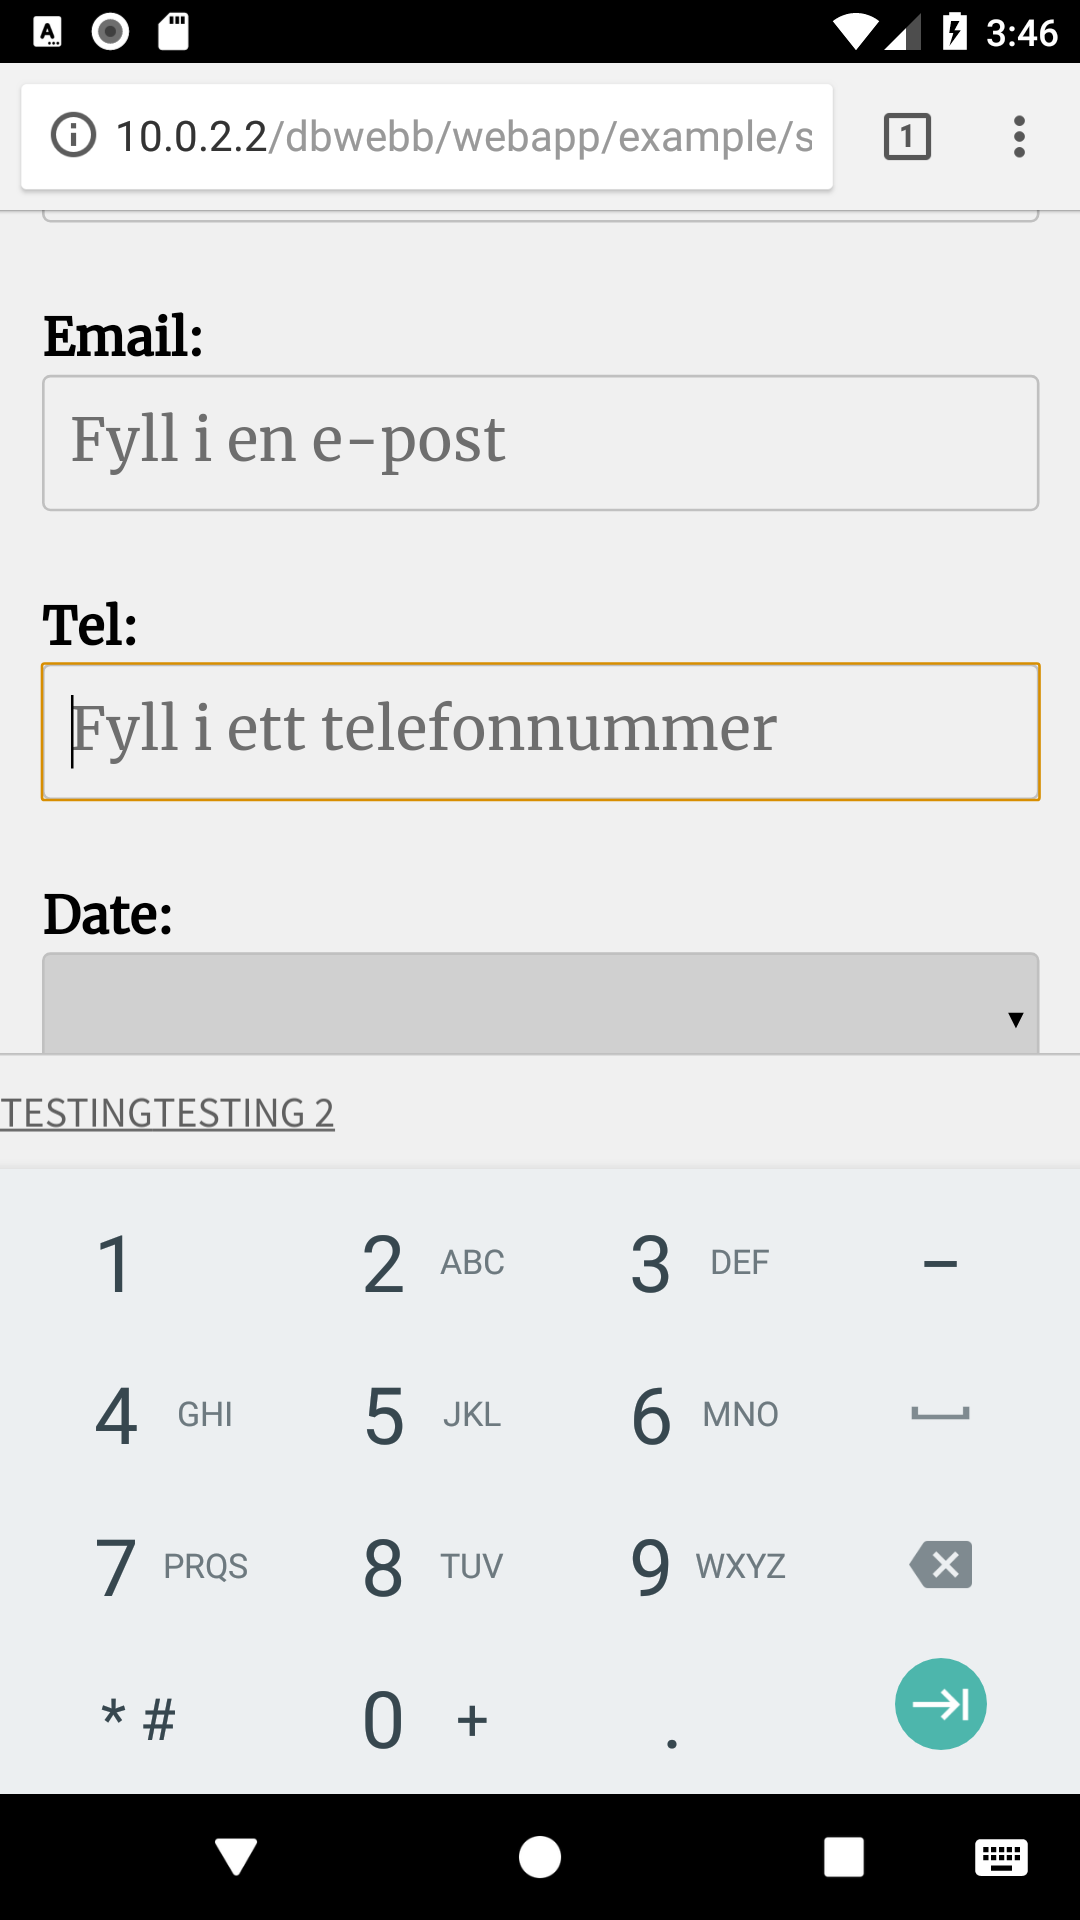 3:46
10.0.2.2/dbwebb/webapp/example/s
1
Email:
Fyll i en e-post
Tel:
Fyll i ett telefonnummer
Date:
TESTINGTESTING 2
1 2 ABC 3 DEF –
4 GHI 5 JKL 6 MNO
7 PRQS 8 TUV 9 WXYZ
* # 0 + .